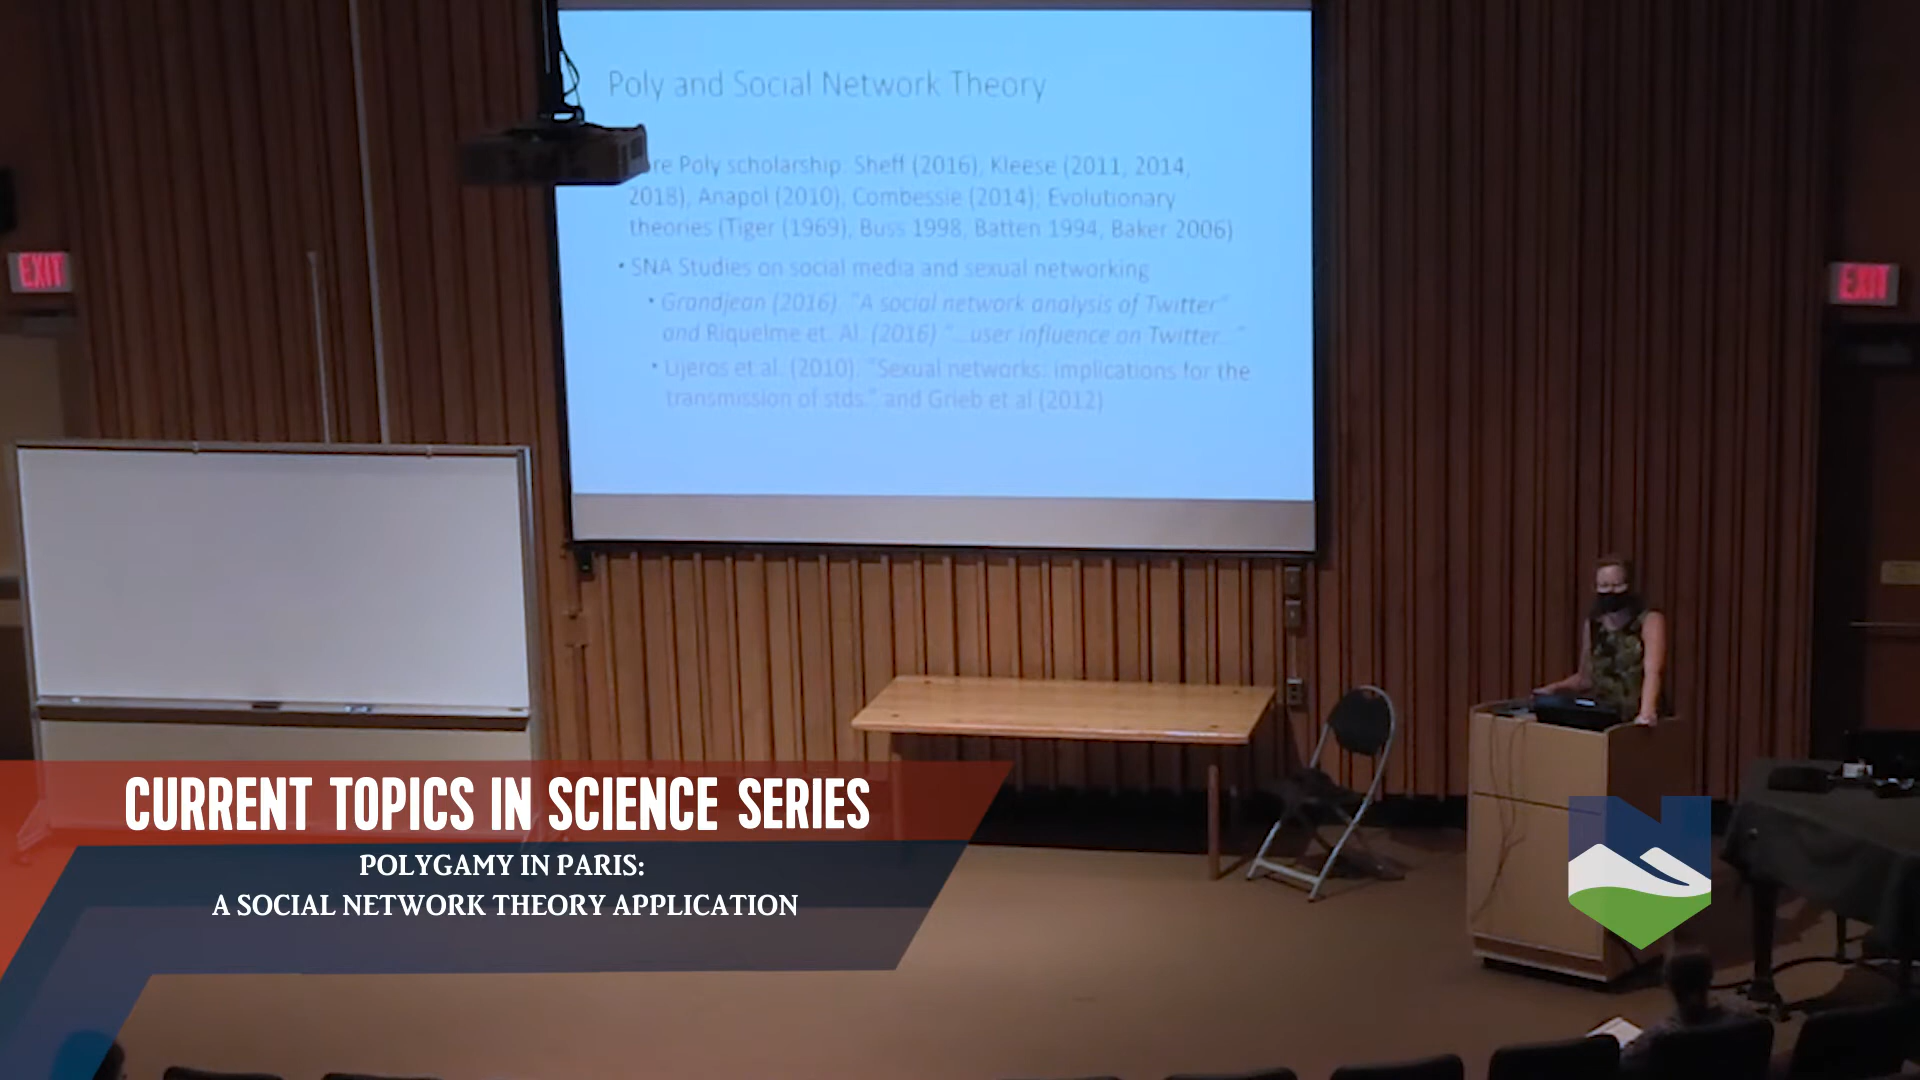 Poly and Social Network Theory
re Poly scholarship: Sheff (2016), Kleese (2011, 2014,
2018), Anapol (2010), Combessie (2014); Evolutionary
theories (Tiger (1969), Buss 1998, Batten 1994, Baker 2006)
• SNA Studies on social media and sexual networking
• Grandjean (2016). "A social network analysis of Twitter"
and Riquelme et. Al. (2016) "...user influence on Twitter..."
• Lijeros et al. (2010). "Sexual networks: implications for the
transmission of stds." and Grieb et al (2012)
EXIT
EXIT
CURRENT TOPICS IN SCIENCE SERIES
POLYGAMY IN PARIS:
A SOCIAL NETWORK THEORY APPLICATION